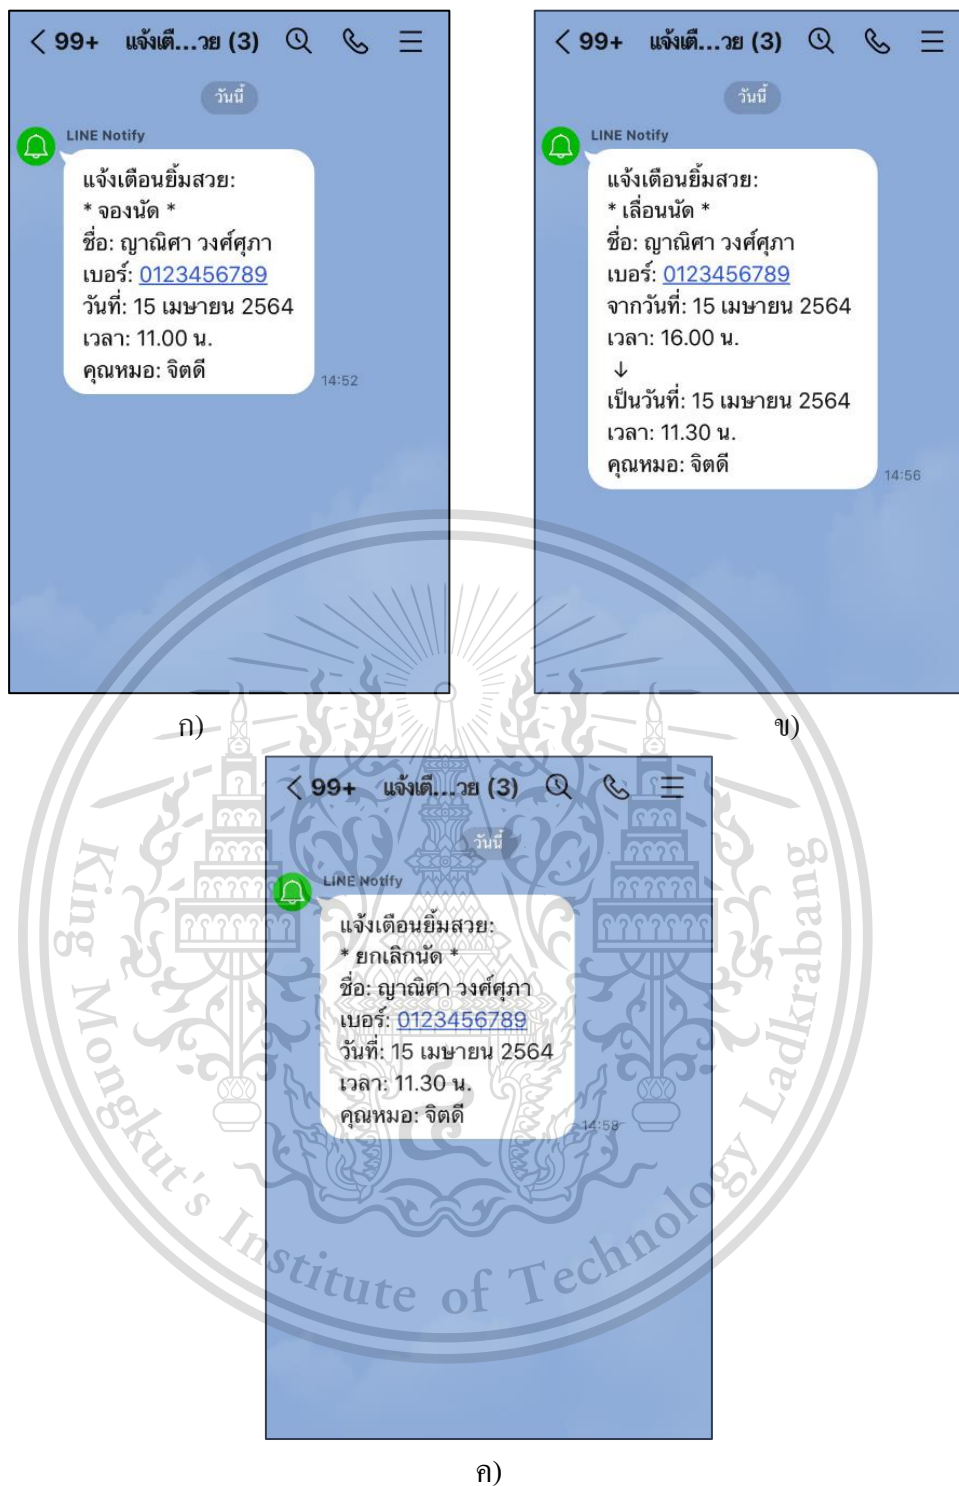 99+ แจ้งเตื...วย (3)
วันนี้
LINE Notify
แจ้งเตือนยิ้มสวย:
* จองนัด *
ชื่อ: ญาณิศา วงศ์ศุภา
เบอร์: 0123456789
วันที่: 15 เมษายน 2564
เวลา: 11.00 น.
คุณหมอ: จิตดี
14:52
ก)
99+ แจ้งเตื...วย (3)
วันนี้
LINE Notify
แจ้งเตือนยิ้มสวย:
* เลื่อนนัด *
ชื่อ: ญาณิศา วงศ์ศุภา
เบอร์: 0123456789
จากวันที่: 15 เมษายน 2564
เวลา: 16.00 น.
↓
เป็นวันที่: 15 เมษายน 2564
เวลา: 11.30 น.
คุณหมอ: จิตดี
14:56
ข)
99+ แจ้งเตื...วย (3)
วันนี้
LINE Notify
แจ้งเตือนยิ้มสวย:
* ยกเลิกนัด *
ชื่อ: ญาณิศา วงศ์ศุภา
เบอร์: 0123456789
วันที่: 15 เมษายน 2564
เวลา: 11.30 น.
คุณหมอ: จิตดี
14:58
ค)
King Mongkut's Institute of Technology Ladkrabang